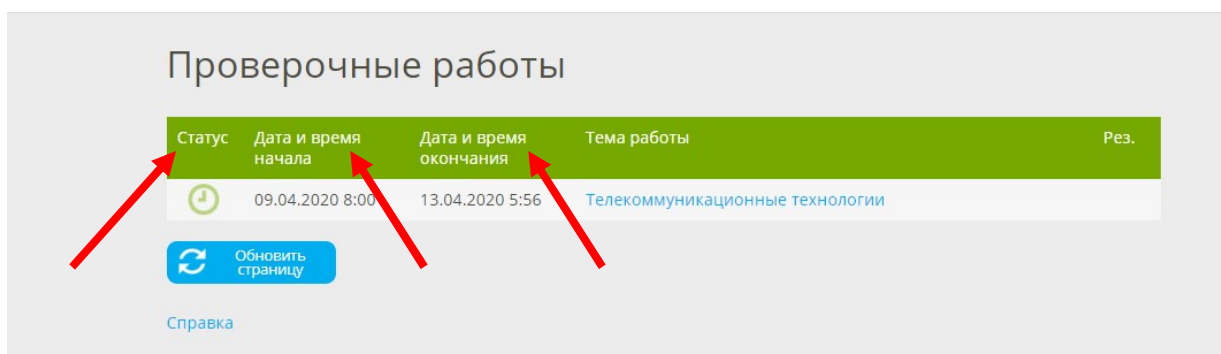 Проверочные работы
Статус Дата и время начала Дата и время окончания Тема работы Рез.
09.04.2020 8:00 13.04.2020 5:56 Телекоммуникационные технологии
Обновить
страницу
Справка